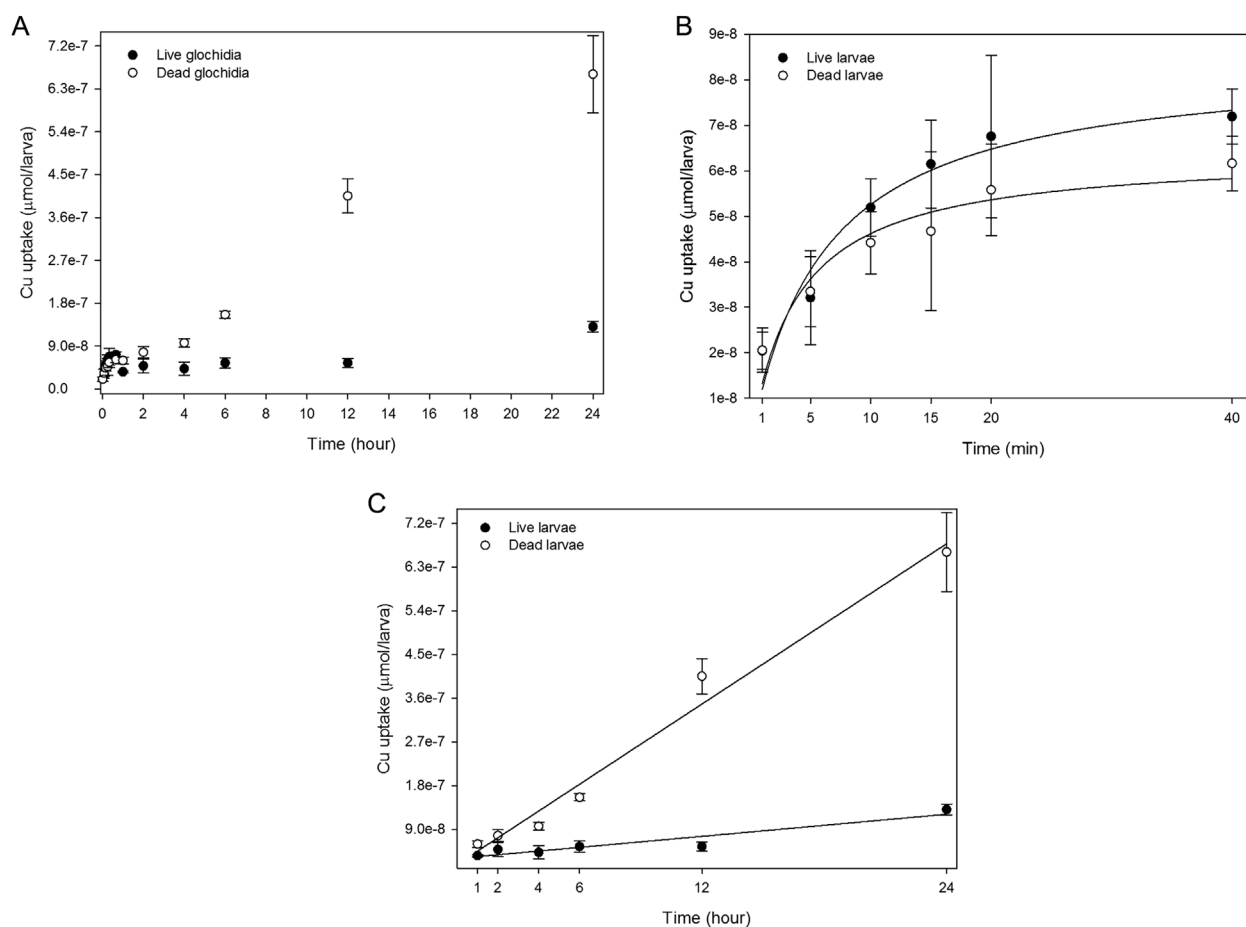 A
Live glochidia
Dead glochidia
7.2e-7
6.3e-7
5.4e-7
4.5e-7
3.6e-7
2.7e-7
1.8e-7
9.0e-8
0.0
Cu uptake (μmol/larva)
0 2 4 6 8 10 12 14 16 18 20 22 24
Time (hour)
B
Live larvae
Dead larvae
9e-8
8e-8
7e-8
6e-8
5e-8
4e-8
3e-8
2e-8
1e-8
Cu uptake (μmol/larva)
1 5 10 15 20 40
Time (min)
C
Live larvae
Dead larvae
7.2e-7
6.3e-7
5.4e-7
4.5e-7
3.6e-7
2.7e-7
1.8e-7
9.0e-8
Cu uptake (μmol/larva)
1 2 4 6 12 24
Time (hour)